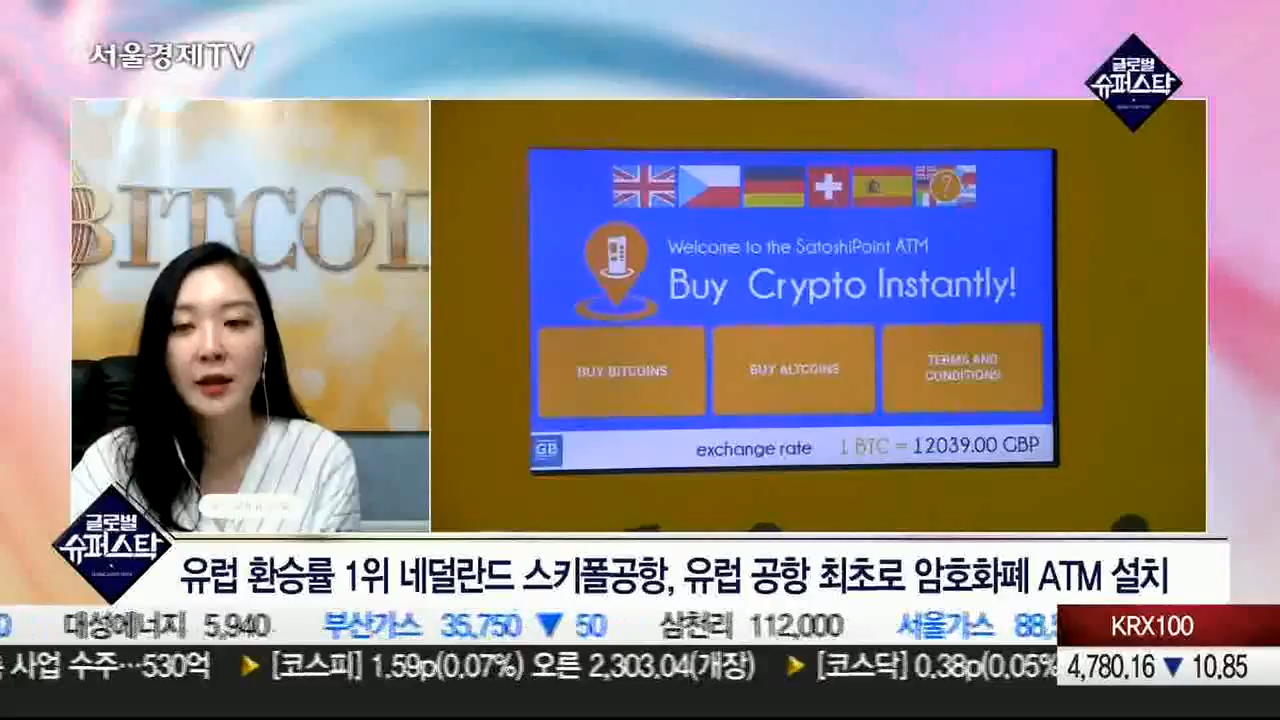 서울경제TV
글로벌
슈퍼스탁
BITCOI
Welcome to the SatoshiPoint ATM
Buy Crypto Instantly!
BUY BITCOINS
BUY ALTCOINS
TERMS AND
CONDITIONS
?
GB
exchange rate 1 BTC = 12039.00 GBP
글로벌
슈퍼스탁
유럽 환승률 1위 네덜란드 스키폴공항, 유럽 공항 최초로 암호화폐 ATM 설치
0 대성에너지 5,940 부산가스 35,750 ▼ 50 삼천리 112,000 서울가스 88,5
KRX100
사업 수주…530억 ▶ [코스피] 1.59p(0.07%) 오른 2,303.04(개장) ▶ [코스닥] 0.38p(0.05%
4,780.16 ▼ 10,85